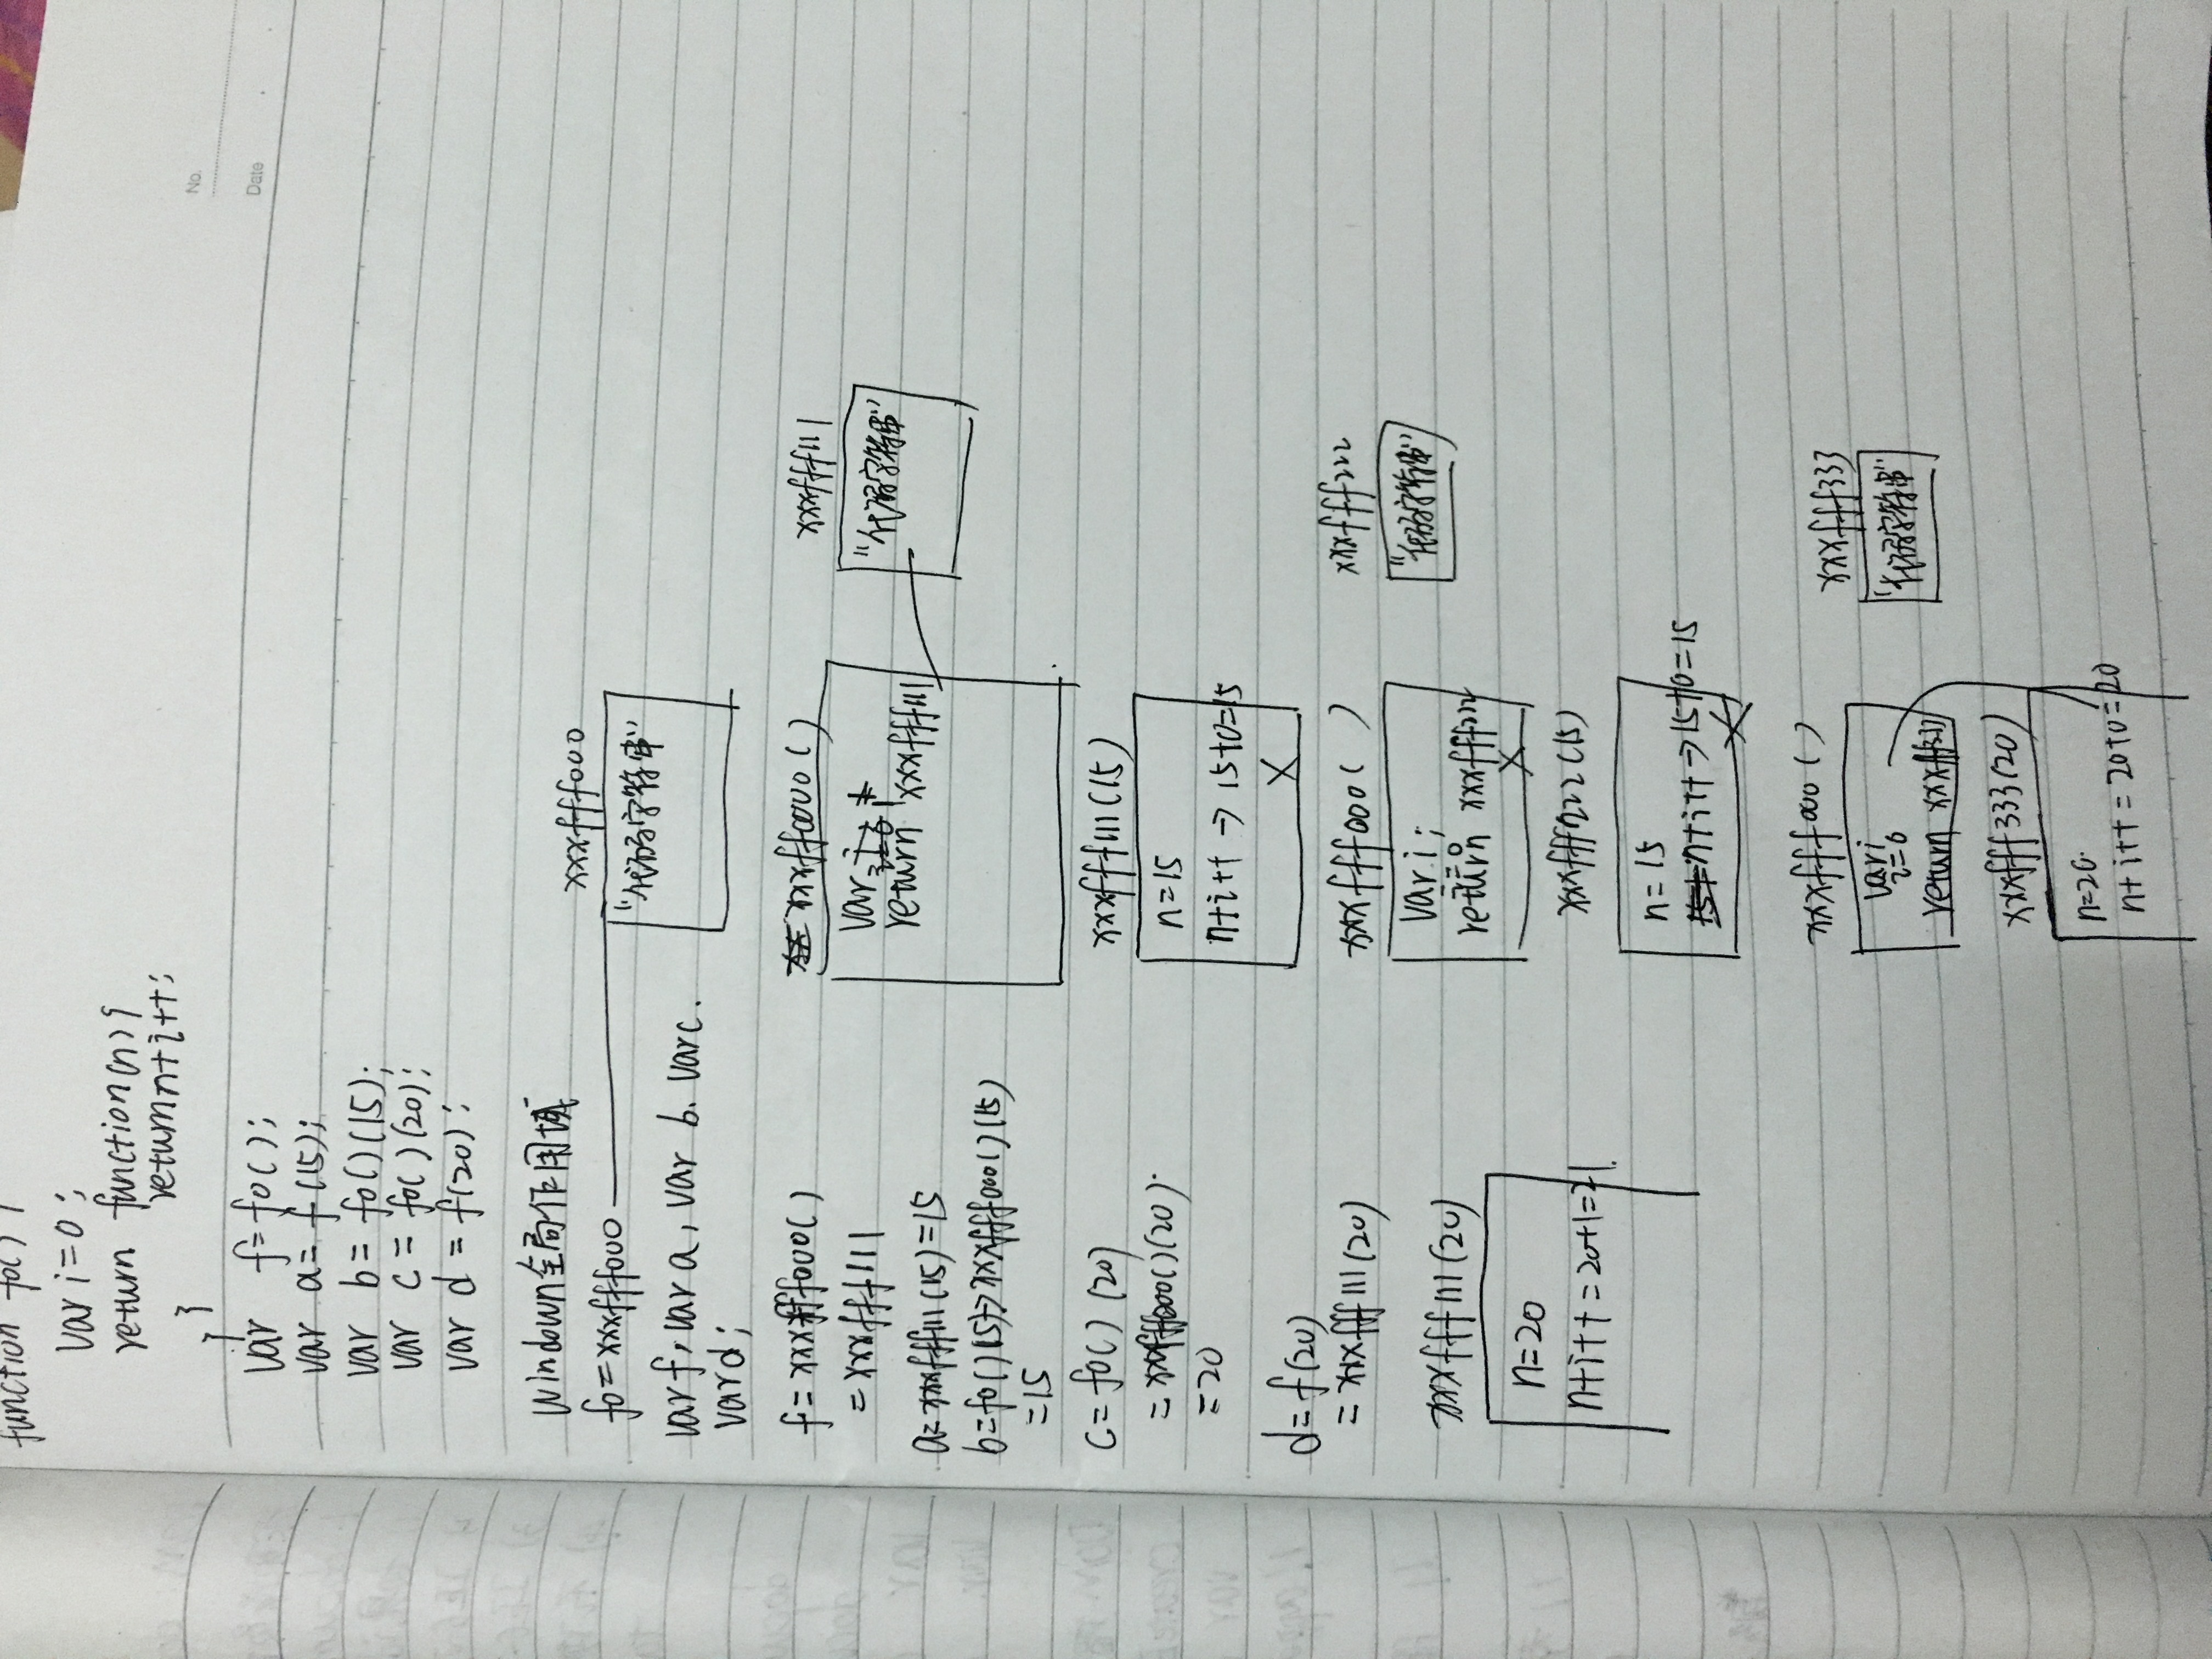 function fo() {
var i=0;
return function(n){
return n+i++;
}
}
var f=fo();
var a=f(15);
var b=fo()(15);
var c=fo()(20);
var d=f(20);
windown全局作用域
fo=xxxfff000
xxxfff000
"代码字符串"
var f, var a, var b. var c.
var d;
f=xxxfff000()
=xxxfff111
a=xxxfff111(15)=15
b=fo()(15)→xxxfff000()(15)
=15
c=fo()(20)
=xxxfff000()(20).
=20
d=f(20)
=xxxfff111(20)
xxxfff111(20)
n=20
n+i++=20+1=21.
xxxff0000()
var i;
return xxxfff111
xxxfff111
"代码字符串"
xxxfff111(15)
n=15
n+i++→15+0=15
X
xxxfff000()
var i;
i=0
return xxxfff222
X
xxxfff222
"代码字符串"
xxxfff222(15)
n=15
n+i++→15+0=15
X
xxxfff000()
var i
i=0
return xxxfff333
xxxfff333
"代码字符串"
xxxfff333(20)
n=20.
n+i++=20+0=20
No.
Date